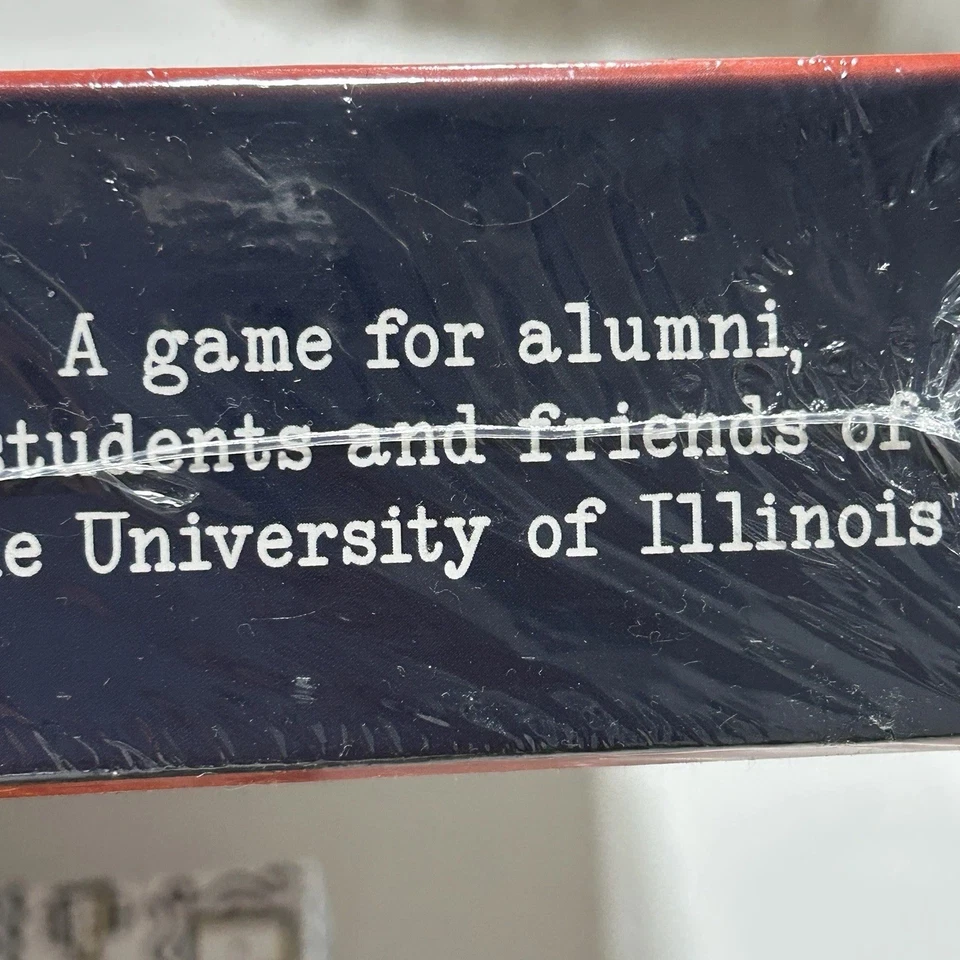 A game for alumni,
students and friends of
e University of Illinois